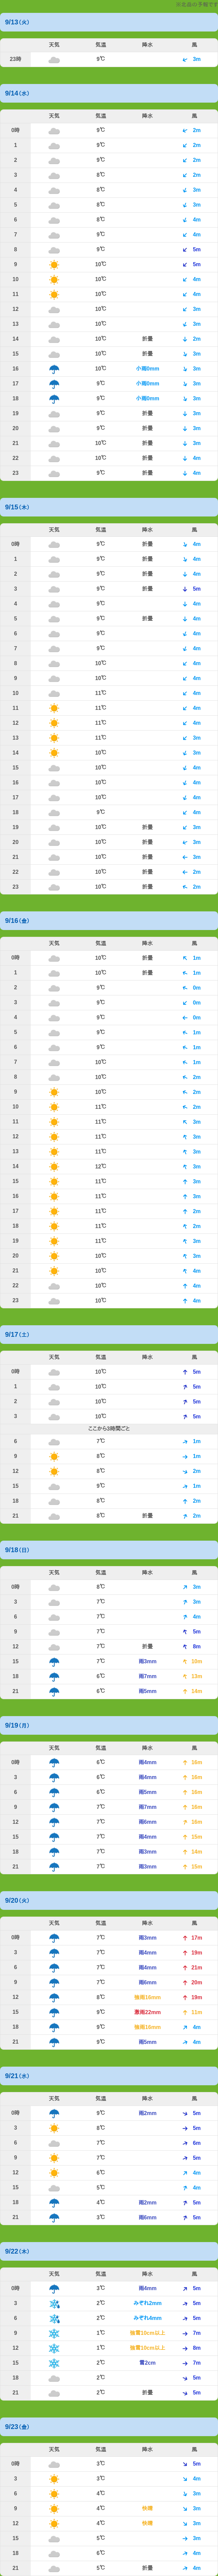 9/13(火)
天気 気温 降水 風
23時 9℃ 3m
9/14(水)
天気 気温 降水 風
0時 9℃ 2m
1 9℃ 2m
2 9℃ 2m
3 8℃ 2m
4 8℃ 3m
5 8℃ 3m
6 8℃ 4m
7 9℃ 4m
8 9℃ 5m
9 10℃ 5m
10 10℃ 4m
11 10℃ 4m
12 10℃ 3m
13 10℃ 3m
14 10℃ 折曇 2m
15 10℃ 折曇 3m
16 10℃ 小雨0mm 3m
17 9℃ 小雨0mm 3m
18 9℃ 小雨0mm 3m
19 9℃ 折曇 3m
20 9℃ 折曇 3m
21 10℃ 折曇 3m
22 10℃ 折曇 4m
23 9℃ 折曇 4m
9/15(木)
天気 気温 降水 風
0時 9℃ 折曇 4m
1 9℃ 折曇 4m
2 9℃ 折曇 4m
3 9℃ 折曇 5m
4 9℃ 4m
5 9℃ 折曇 4m
6 9℃ 4m
7 9℃ 4m
8 10℃ 4m
9 10℃ 4m
10 11℃ 4m
11 11℃ 4m
12 11℃ 4m
13 11℃ 3m
14 10℃ 3m
15 10℃ 4m
16 10℃ 4m
17 10℃ 4m
18 9℃ 4m
19 10℃ 折曇 3m
20 10℃ 折曇 3m
21 10℃ 折曇 3m
22 10℃ 折曇 2m
23 10℃ 折曇 2m
9/16(金)
天気 気温 降水 風
0時 10℃ 折曇 1m
1 10℃ 折曇 1m
2 9℃ 0m
3 9℃ 0m
4 9℃ 0m
5 9℃ 1m
6 9℃ 1m
7 10℃ 1m
8 10℃ 2m
9 10℃ 2m
10 11℃ 2m
11 11℃ 3m
12 11℃ 3m
13 11℃ 3m
14 12℃ 3m
15 11℃ 3m
16 11℃ 3m
17 11℃ 2m
18 11℃ 2m
19 11℃ 3m
20 10℃ 3m
21 10℃ 4m
22 10℃ 4m
23 10℃ 4m
9/17(土)
天気 気温 降水 風
0時 10℃ 5m
1 10℃ 5m
2 10℃ 5m
3 10℃ 5m
ここから3時間ごと
6 7℃ 1m
9 8℃ 1m
12 8℃ 2m
15 9℃ 1m
18 8℃ 2m
21 8℃ 折曇 2m
9/18(日)
天気 気温 降水 風
0時 8℃ 3m
3 7℃ 3m
6 7℃ 4m
9 7℃ 5m
12 7℃ 折曇 8m
15 7℃ 雨3mm 10m
18 6℃ 雨7mm 13m
21 6℃ 雨5mm 14m
9/19(月)
天気 気温 降水 風
0時 6℃ 雨4mm 16m
3 6℃ 雨4mm 16m
6 6℃ 雨5mm 16m
9 7℃ 雨7mm 16m
12 7℃ 雨6mm 16m
15 7℃ 雨4mm 15m
18 7℃ 雨3mm 14m
21 7℃ 雨3mm 15m
9/20(火)
天気 気温 降水 風
0時 7℃ 雨3mm 17m
3 7℃ 雨4mm 19m
6 7℃ 雨4mm 21m
9 7℃ 雨6mm 20m
12 8℃ 強雨16mm 19m
15 9℃ 激雨22mm 11m
18 9℃ 強雨16mm 4m
21 9℃ 雨5mm 4m
9/21(水)
天気 気温 降水 風
0時 9℃ 雨2mm 5m
3 8℃ 5m
6 7℃ 6m
9 7℃ 5m
12 6℃ 4m
15 5℃ 4m
18 4℃ 雨2mm 5m
21 3℃ 雨6mm 5m
9/22(木)
天気 気温 降水 風
0時 3℃ 雨4mm 5m
3 2℃ みぞれ2mm 5m
6 2℃ みぞれ4mm 5m
9 1℃ 強雪10cm以上 7m
12 1℃ 強雪10cm以上 8m
15 2℃ 雪2cm 7m
18 2℃ 5m
21 2℃ 折曇 5m
9/23(金)
天気 気温 降水 風
0時 3℃ 5m
3 3℃ 4m
6 4℃ 3m
9 4℃ 快晴 3m
12 4℃ 快晴 3m
15 5℃ 3m
18 6℃ 4m
21 5℃ 折曇 4m